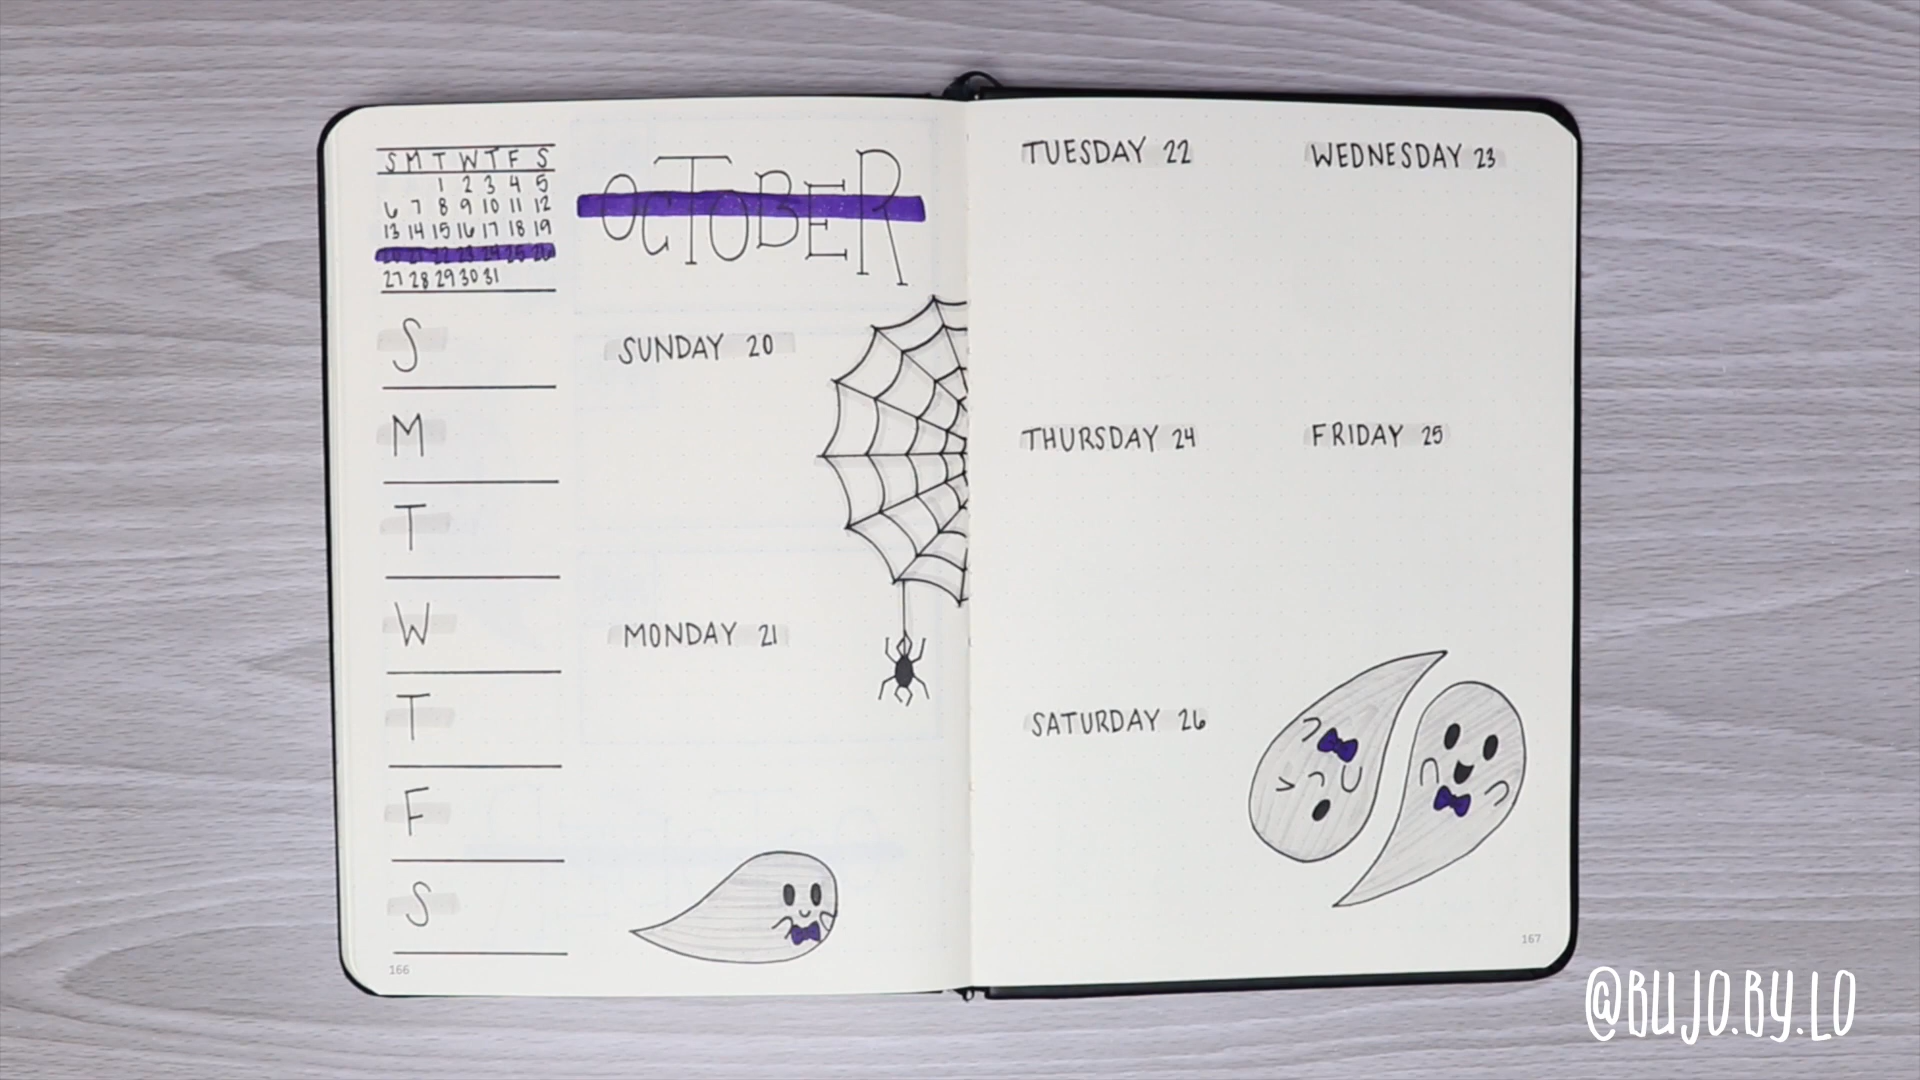 S M T W T F S
1 2 3 4 5
6 7 8 9 10 11 12
13 14 15 16 17 18 19
20 21 22 23 24 25 26
27 28 29 30 31
OCTOBER
S
M
T
W
T
F
S
SUNDAY 20
MONDAY 21
166
TUESDAY 22
WEDNESDAY 23
THURSDAY 24
FRIDAY 25
SATURDAY 26
167
@BUJO.BY.LO